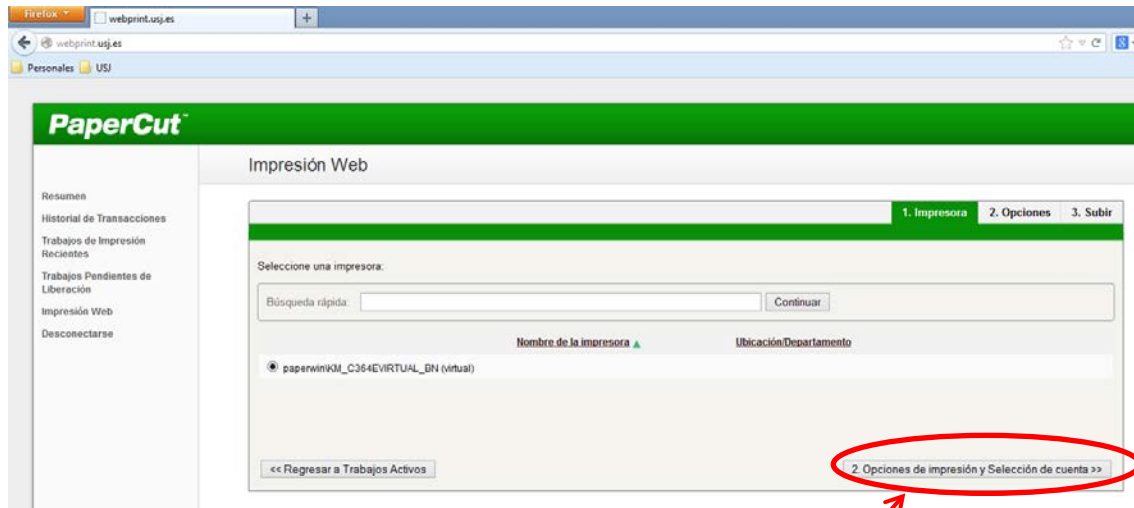 Firefox
webprint.usj.es
+
webprint.usj.es
Personales USJ
PaperCut™
Impresión Web
Resumen
Historial de Transacciones
Trabajos de Impresión
Recientes
Trabajos Pendientes de
Liberación
Impresión Web
Desconectarse
1. Impresora 2. Opciones 3. Subir
Seleccione una impresora:
Búsqueda rápida: Continuar
Nombre de la impresora ▲ Ubicación/Departamento
paperwin\KM_C364EVIRTUAL_BN (virtual)
<< Regresar a Trabajos Activos 2. Opciones de impresión y Selección de cuenta >>